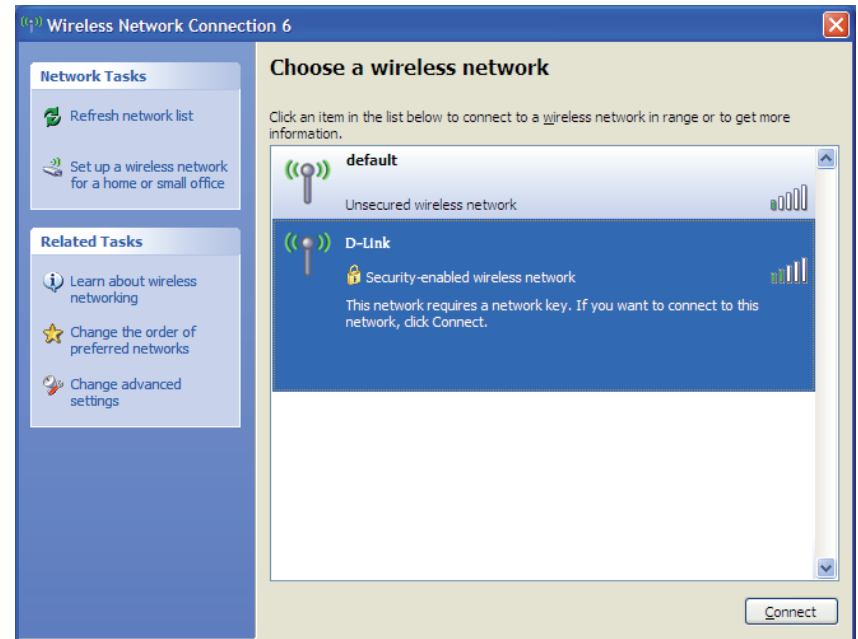 Wireless Network Connection 6
Network Tasks
Refresh network list
Set up a wireless network
for a home or small office
Related Tasks
Learn about wireless
networking
Change the order of
preferred networks
Change advanced
settings
Choose a wireless network
Click an item in the list below to connect to a wireless network in range or to get more
information.
default
Unsecured wireless network
D-Link
Security-enabled wireless network
This network requires a network key. If you want to connect to this
network, click Connect.
Connect